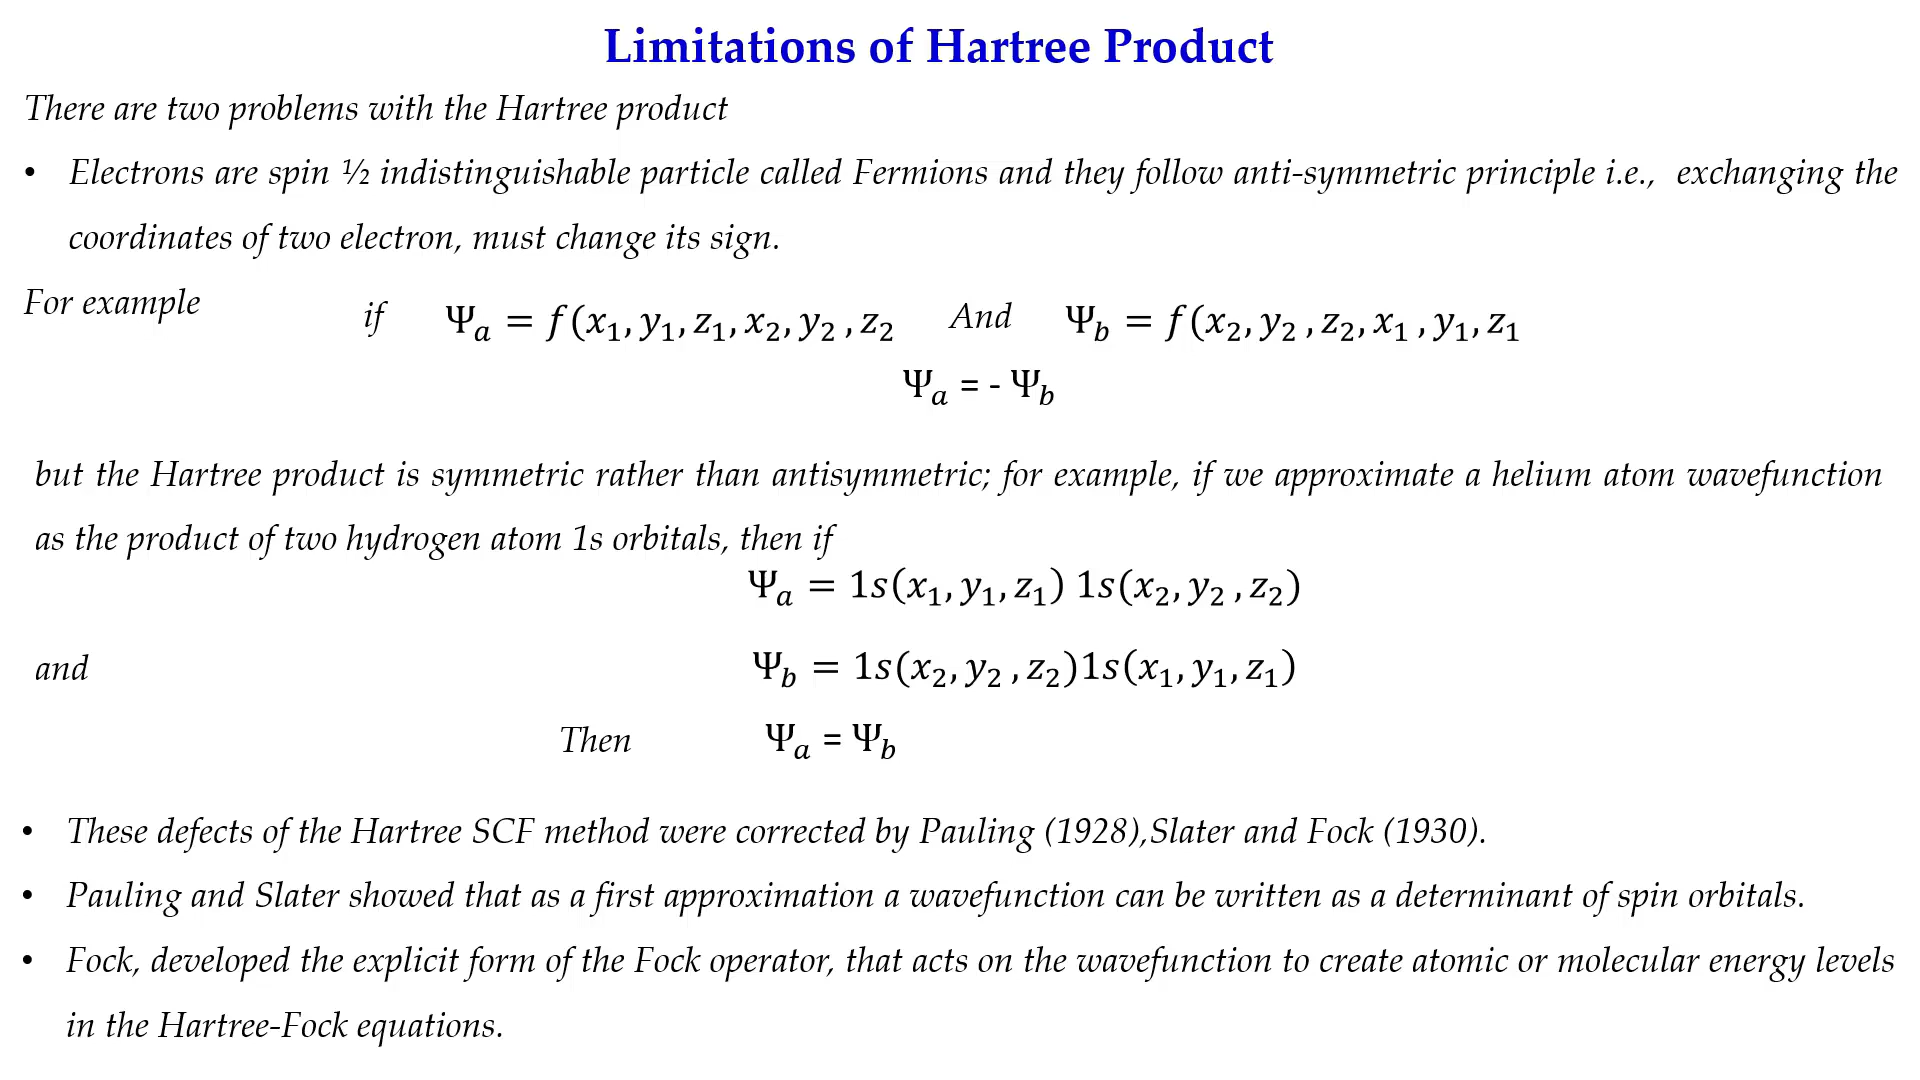 Limitations of Hartree Product
There are two problems with the Hartree product
• Electrons are spin ½ indistinguishable particle called Fermions and they follow anti-symmetric principle i.e., exchanging the
coordinates of two electron, must change its sign.
For example if Ψₐ = f(x₁, y₁, z₁, x₂, y₂ , z₂ And Ψ_b = f(x₂, y₂ , z₂, x₁ , y₁, z₁
Ψₐ = - Ψ_b
but the Hartree product is symmetric rather than antisymmetric; for example, if we approximate a helium atom wavefunction
as the product of two hydrogen atom 1s orbitals, then if
Ψₐ = 1s(x₁, y₁, z₁) 1s(x₂, y₂ , z₂)
and Ψ_b = 1s(x₂, y₂ , z₂)1s(x₁, y₁, z₁)
Then Ψₐ = Ψ_b
• These defects of the Hartree SCF method were corrected by Pauling (1928),Slater and Fock (1930).
• Pauling and Slater showed that as a first approximation a wavefunction can be written as a determinant of spin orbitals.
• Fock, developed the explicit form of the Fock operator, that acts on the wavefunction to create atomic or molecular energy levels
in the Hartree-Fock equations.